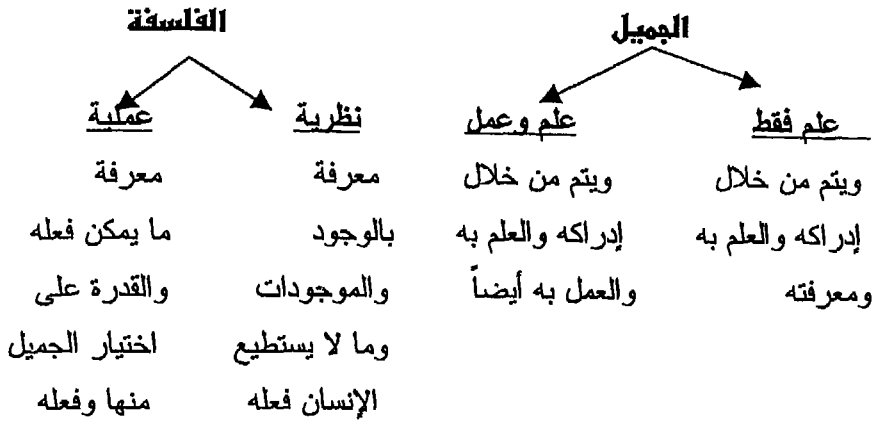 الجميل
علم فقط
ويتم من خلال
إدراكه والعلم به
ومعرفته
علم وعمل
ويتم من خلال
إدراكه والعلم به
والعمل به أيضاً
الفلسفة
نظرية
معرفة
بالوجود
والموجودات
وما لا يستطيع
الإنسان فعله
عملية
معرفة
ما يمكن فعله
والقدرة على
اختيار الجميل
منها وفعله